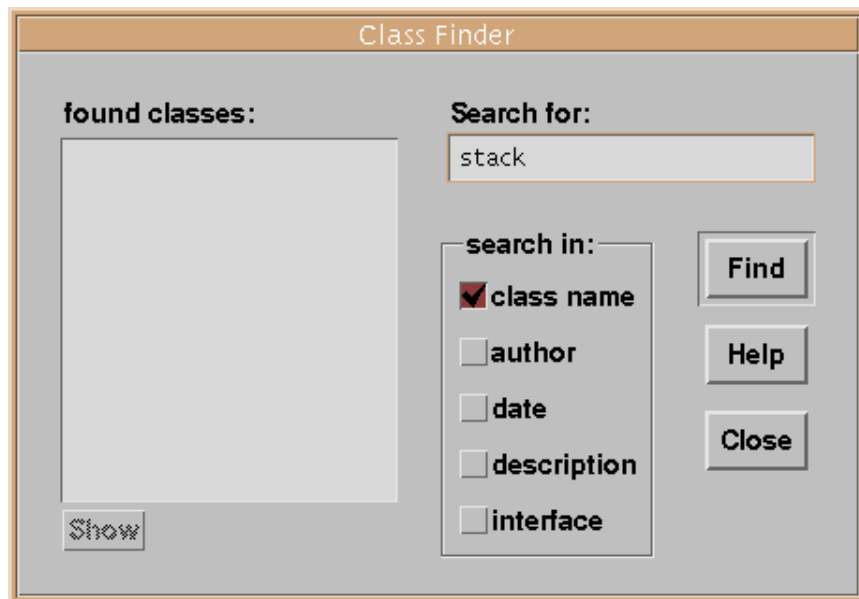 Class Finder
found classes:
Search for:
stack
search in:
class name
author
date
description
interface
Find
Help
Close
Show